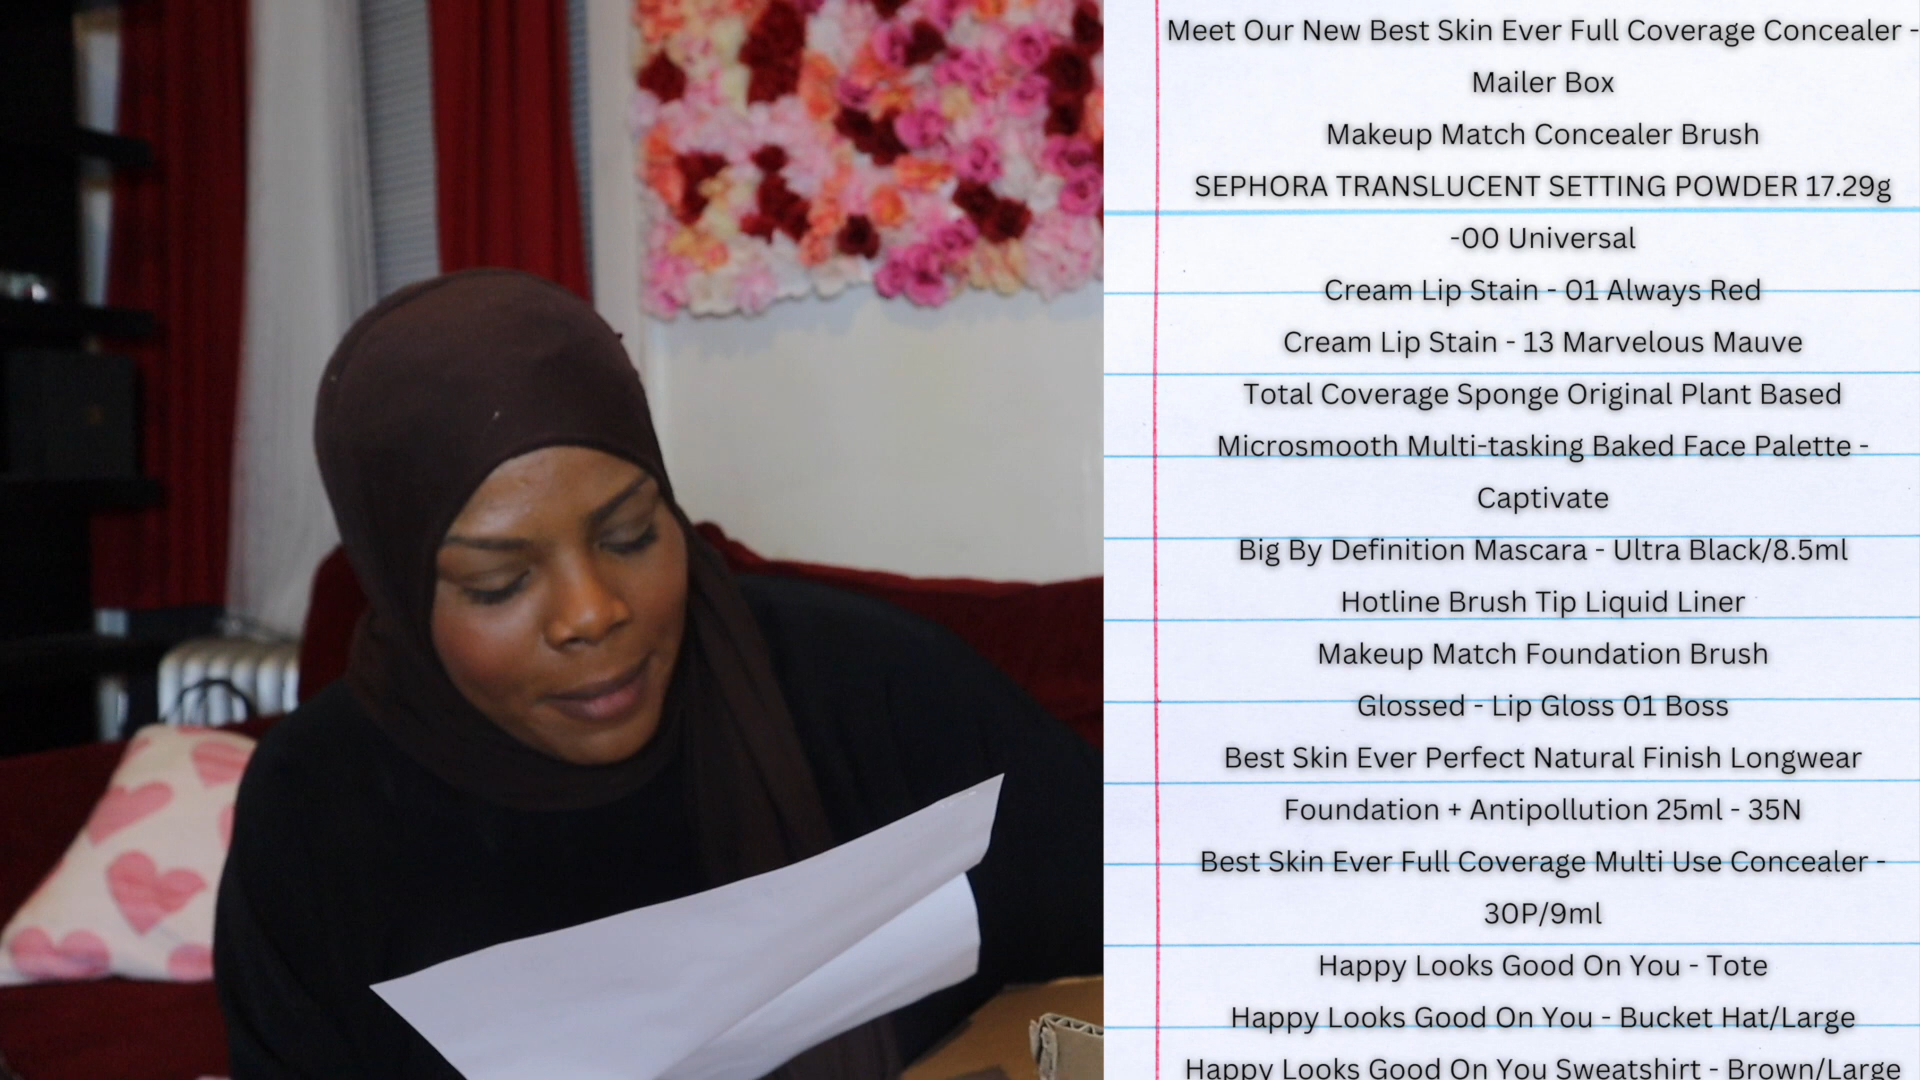 Meet Our New Best Skin Ever Full Coverage Concealer -
Mailer Box
Makeup Match Concealer Brush
SEPHORA TRANSLUCENT SETTING POWDER 17.29g
-00 Universal
Cream Lip Stain - 01 Always Red
Cream Lip Stain - 13 Marvelous Mauve
Total Coverage Sponge Original Plant Based
Microsmooth Multi-tasking Baked Face Palette -
Captivate
Big By Definition Mascara - Ultra Black/8.5ml
Hotline Brush Tip Liquid Liner
Makeup Match Foundation Brush
Glossed - Lip Gloss 01 Boss
Best Skin Ever Perfect Natural Finish Longwear
Foundation + Antipollution 25ml - 35N
Best Skin Ever Full Coverage Multi Use Concealer -
30P/9ml
Happy Looks Good On You - Tote
Happy Looks Good On You - Bucket Hat/Large
Happy Looks Good On You Sweatshirt - Brown/Large